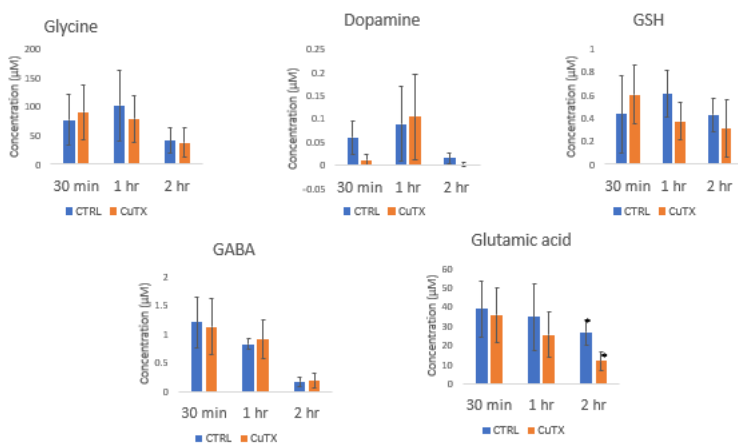 Glycine
Concentration (µM)
200
150
100
50
0
30 min 1 hr 2 hr
CTRL CuTX
Dopamine
Concentration (µM)
0.25
0.2
0.15
0.1
0.05
0
-0.05
30 min 1 hr 2 hr
CTRL CuTX
GSH
Concentration (µM)
1
0.8
0.6
0.4
0.2
0
30 min 1 hr 2 hr
CTRL CuTX
GABA
Concentration (µM)
2
1.5
1
0.5
0
30 min 1 hr 2 hr
CTRL CuTX
Glutamic acid
Concentration (µM)
60
50
40
30
20
10
0
30 min 1 hr 2 hr
CTRL CuTX